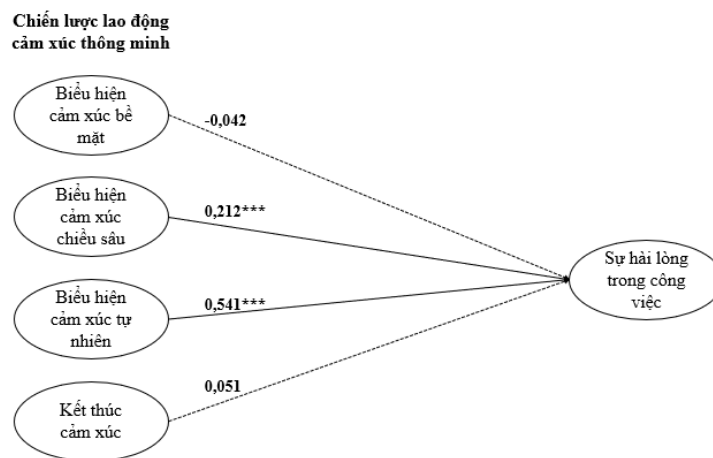 Chiến lược lao động
cảm xúc thông minh
Biểu hiện
cảm xúc bề
mặt
-0,042
Biểu hiện
cảm xúc
chiều sâu
0,212***
Sự hài lòng
trong công
việc
Biểu hiện
cảm xúc tự
nhiên
0,541***
0,051
Kết thúc
cảm xúc